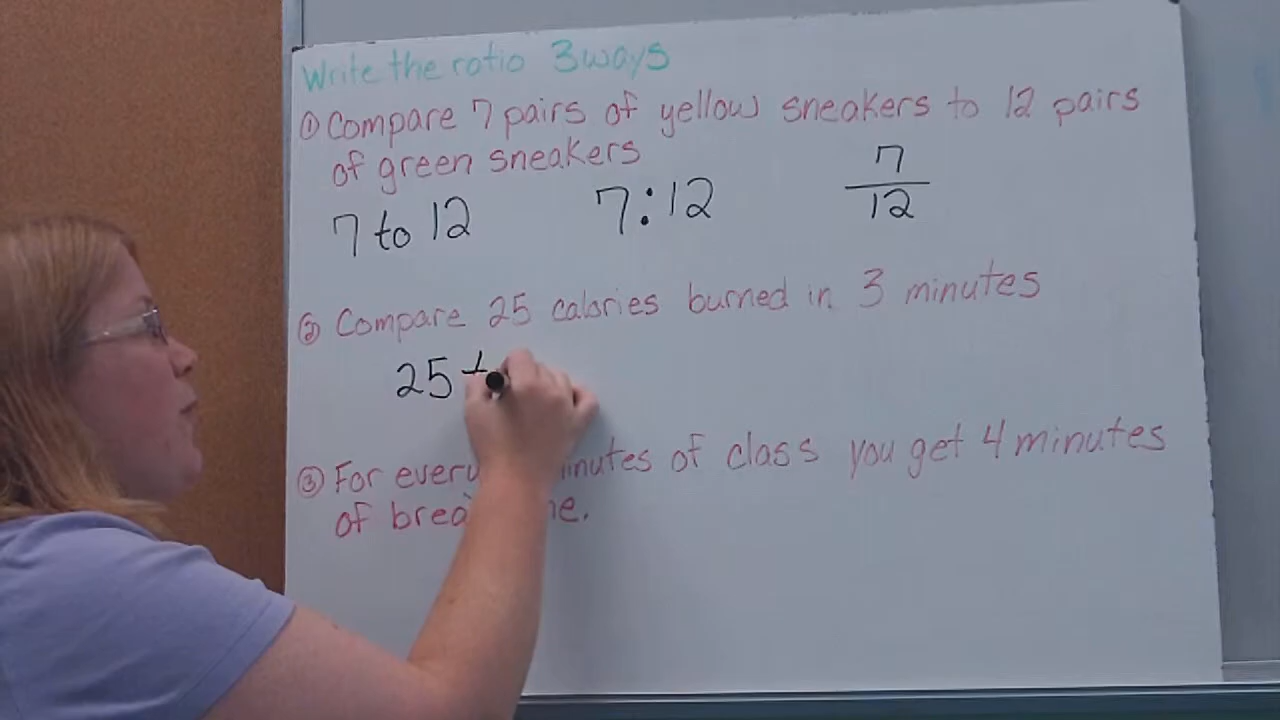 Write the ratio 3 ways
① Compare 7 pairs of yellow sneakers to 12 pairs
of green sneakers
7 to 12 7:12 7/12
② Compare 25 calories burned in 3 minutes
25 t
③ For every minutes of class you get 4 minutes
of